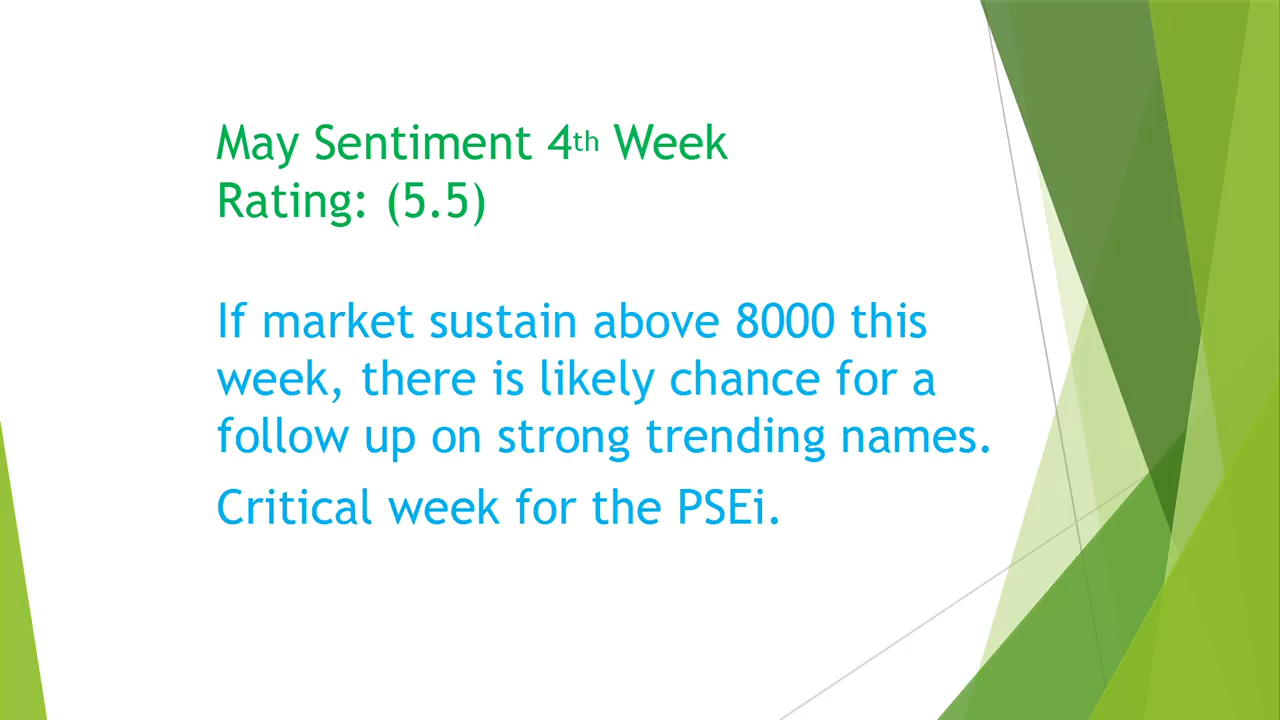 May Sentiment 4th Week
Rating: (5.5)
If market sustain above 8000 this
week, there is likely chance for a
follow up on strong trending names.
Critical week for the PSEi.